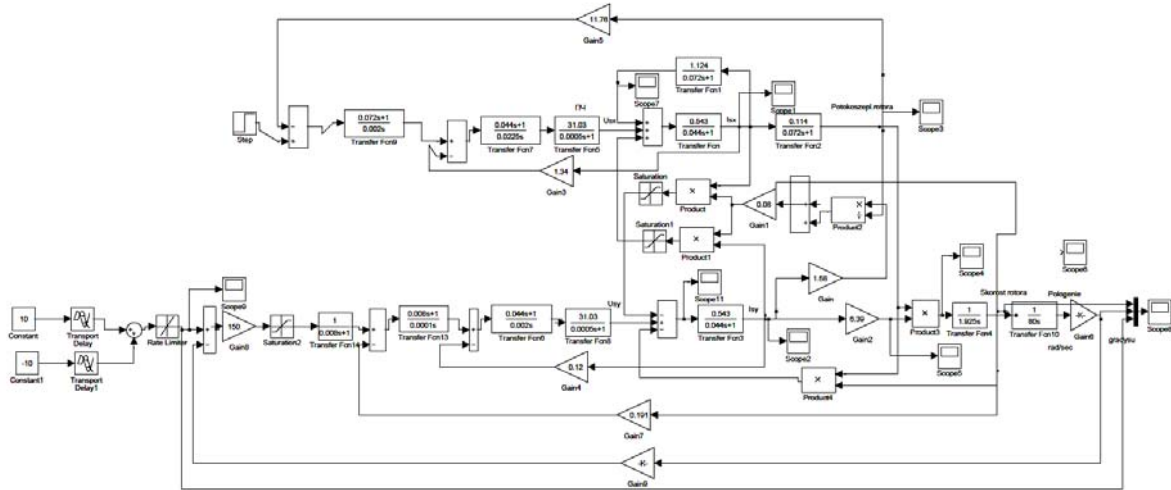 11.76
Gain5
1.124
0.072s+1
Transfer Fcn1
Scope7
Scope1
Potokoszepl rotora
Scope3
Step
0.072s+1
0.002s
Transfer Fcn9
0.044s+1
0.0225s
Transfer Fcn7
ПЧ
31.03
0.0005s+1
Transfer Fcn5
Usx
0.543
0.044s+1
Transfer Fcn
Isx
0.114
0.072s+1
Transfer Fcn2
1.34
Gain3
Saturation
Product
0.08
Gain1
Product2
Saturation1
Product1
Scope9
Scope11
1.58
Gain
Scope4
Scope6
10
Constant
Transport
Delay
-10
Constant1
Transport
Delay1
Rate Limiter
150
Gain8
Saturation2
1
0.008s+1
Transfer Fcn14
0.008s+1
0.0001s
Transfer Fcn13
0.044s+1
0.002s
Transfer Fcn6
31.03
0.0005s+1
Transfer Fcn8
Usy
0.543
0.044s+1
Transfer Fcn3
Isy
Scope2
6.39
Gain2
Product3
Skorost rotora
1
1.925s
Transfer Fcn4
1
60s
Transfer Fcn10
Pologenie
-K-
Gain6
rad/sec
gradysu
Scope5
0.12
Gain4
Product4
0.191
Gain7
-K-
Gain9